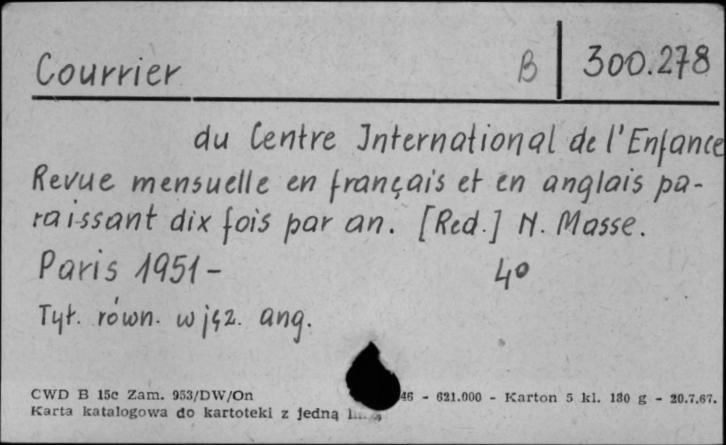 Courrier B 300.278
du Centre International de l'Enfance
Revue mensuelle en français et en anglais pa-
raissant dix fois par an. [Red.] N. Masse.
Paris 1951- 4°
Tyt. równ. w jęz. ang.
CWD B 15c Zam. 953/DW/On 46 - 621.000 - Karton 5 kl. 180 g - 20.7.67.
Karta katalogowa do kartoteki z jedną